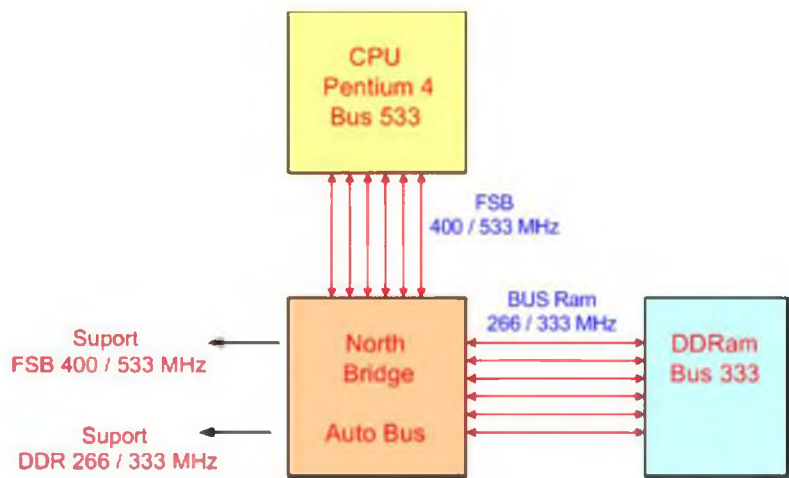 CPU
Pentium 4
Bus 533
FSB
400 / 533 MHz
BUS Ram
266 / 333 MHz
Suport
FSB 400 / 533 MHz
North
Bridge
Auto Bus
DDRam
Bus 333
Suport
DDR 266 / 333 MHz